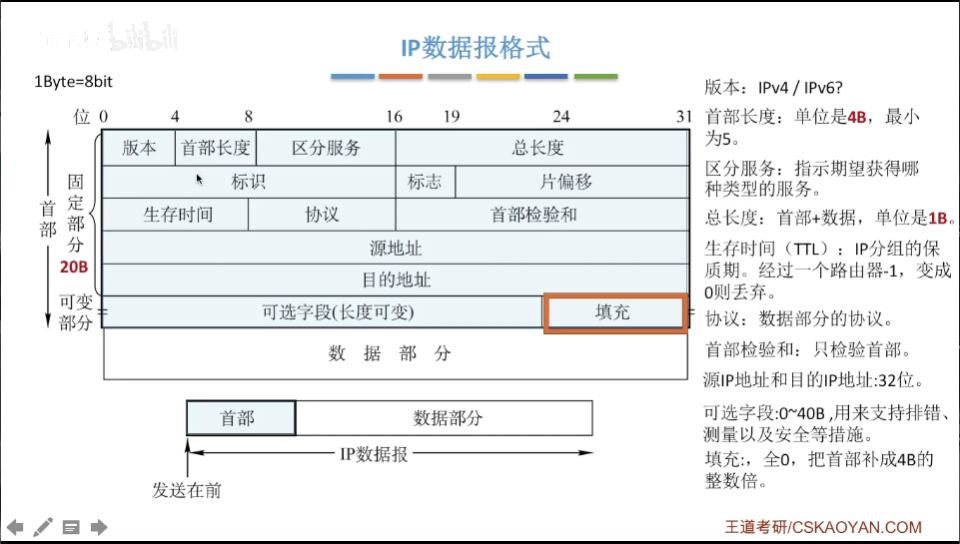 bilibili
IP数据报格式
1Byte=8bit
位 0 4 8 16 19 24 31
版本 首部长度 区分服务 总长度
标识 标志 片偏移
生存时间 协议 首部检验和
源地址
目的地址
可选字段(长度可变) 填充
数 据 部 分
首部
固定部分
20B
可变部分
首部 数据部分
IP数据报
发送在前
版本：IPv4 / IPv6?
首部长度：单位是4B，最小
为5。
区分服务：指示期望获得哪
种类型的服务。
总长度：首部+数据，单位是1B。
生存时间（TTL）：IP分组的保
质期。经过一个路由器-1，变成
0则丢弃。
协议：数据部分的协议。
首部检验和：只检验首部。
源IP地址和目的IP地址:32位。
可选字段:0~40B ,用来支持排错、
测量以及安全等措施。
填充:，全0，把首部补成4B的
整数倍。
王道考研/CSKAOYAN.COM